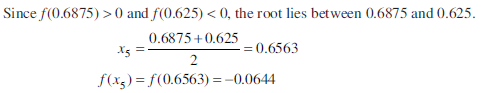 Since f(0.6875) > 0 and f(0.625) < 0, the root lies between 0.6875 and 0.625.
x₅ = (0.6875 + 0.625) / 2 = 0.6563
f(x₅) = f(0.6563) = −0.0644